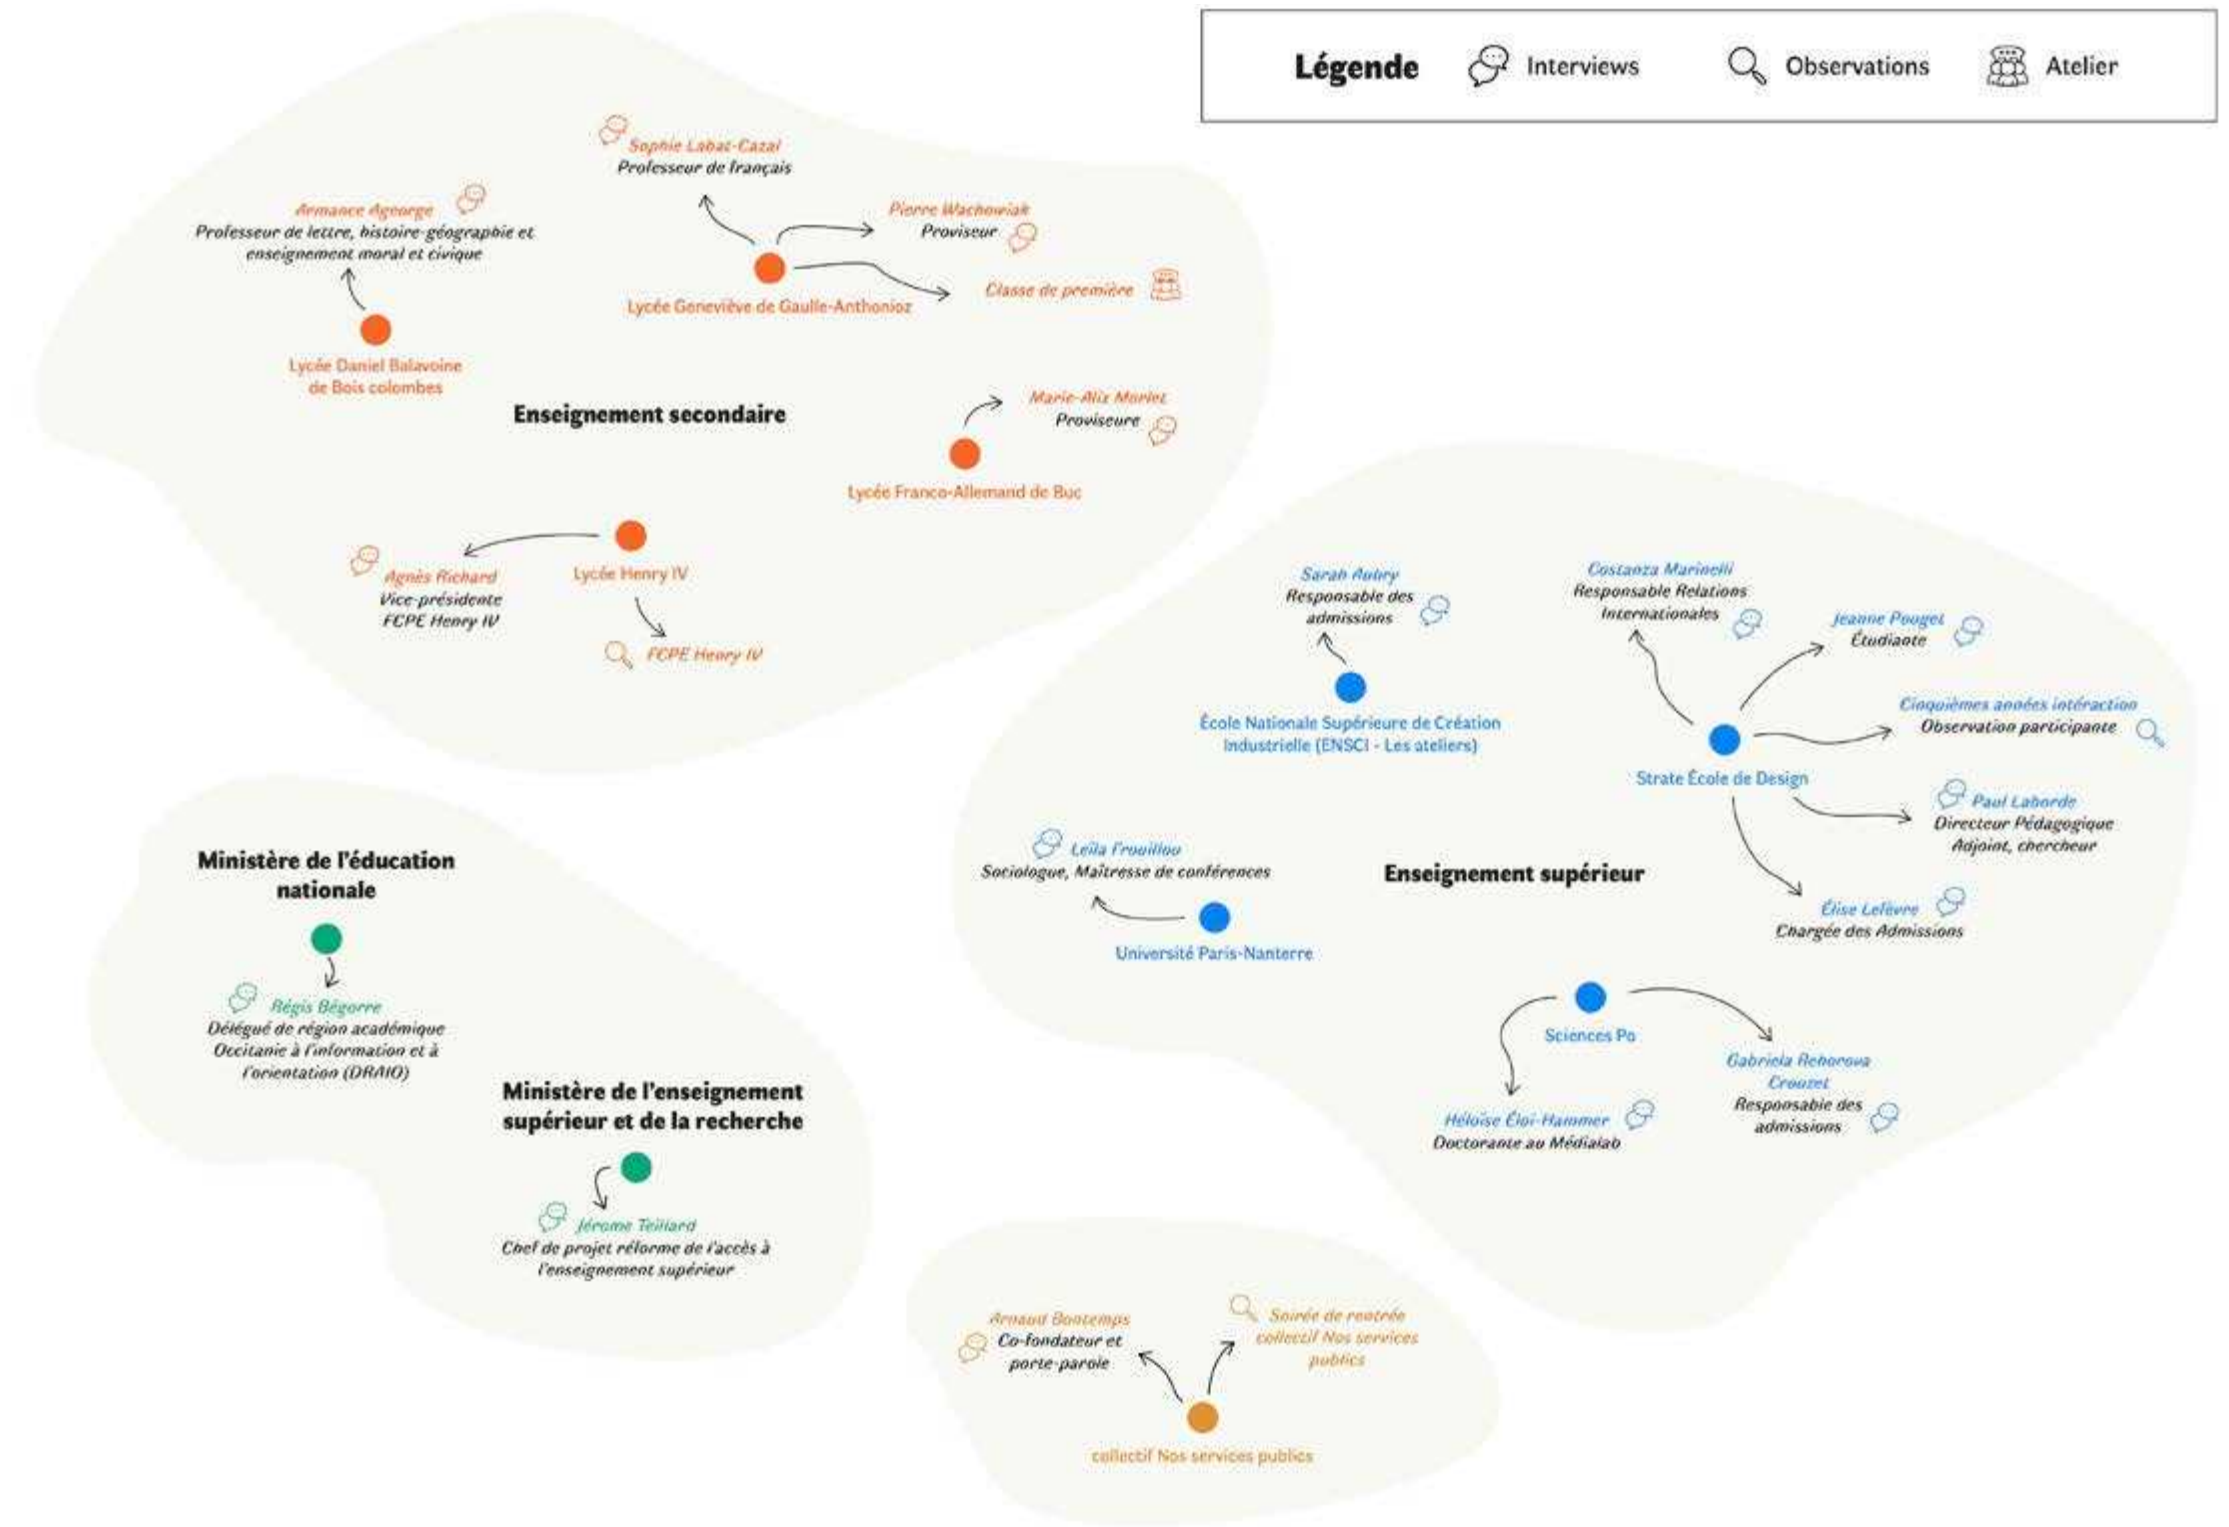 Légende
Interviews
Observations
Atelier
Sophie Labat-Cazal
Professeur de français
Armance Ageorge
Professeur de lettre, histoire-géographie et
enseignement moral et civique
Pierre Wachowiak
Proviseur
Classe de première
Lycée Geneviève de Gaulle-Anthonioz
Lycée Daniel Balavoine
de Bois colombes
Enseignement secondaire
Marie-Alix Morlet
Proviseure
Lycée Franco-Allemand de Buc
Agnès Richard
Vice-présidente
FCPE Henry IV
Lycée Henry IV
FCPE Henry IV
Sarah Aubry
Responsable des
admissions
École Nationale Supérieure de Création
Industrielle (ENSCI - Les ateliers)
Costanza Marinelli
Responsable Relations
Internationales
Jeanne Pouget
Étudiante
Cinquièmes années intéraction
Observation participante
Strate École de Design
Paul Laborde
Directeur Pédagogique
Adjoint, chercheur
Élise Lefèvre
Chargée des Admissions
Leïla Frouillou
Sociologue, Maîtresse de conférences
Université Paris-Nanterre
Enseignement supérieur
Sciences Po
Héloïse Éloi-Hammer
Doctorante au Médialab
Gabriela Rehorova
Crouzet
Responsable des
admissions
Ministère de l'éducation
nationale
Régis Bégorre
Délégué de région académique
Occitanie à l'information et à
l'orientation (DRAIO)
Ministère de l'enseignement
supérieur et de la recherche
Jérome Teillard
Chef de projet réforme de l'accès à
l'enseignement supérieur
Arnaud Bontemps
Co-fondateur et
porte-parole
Soirée de rentrée
collectif Nos services
publics
collectif Nos services publics